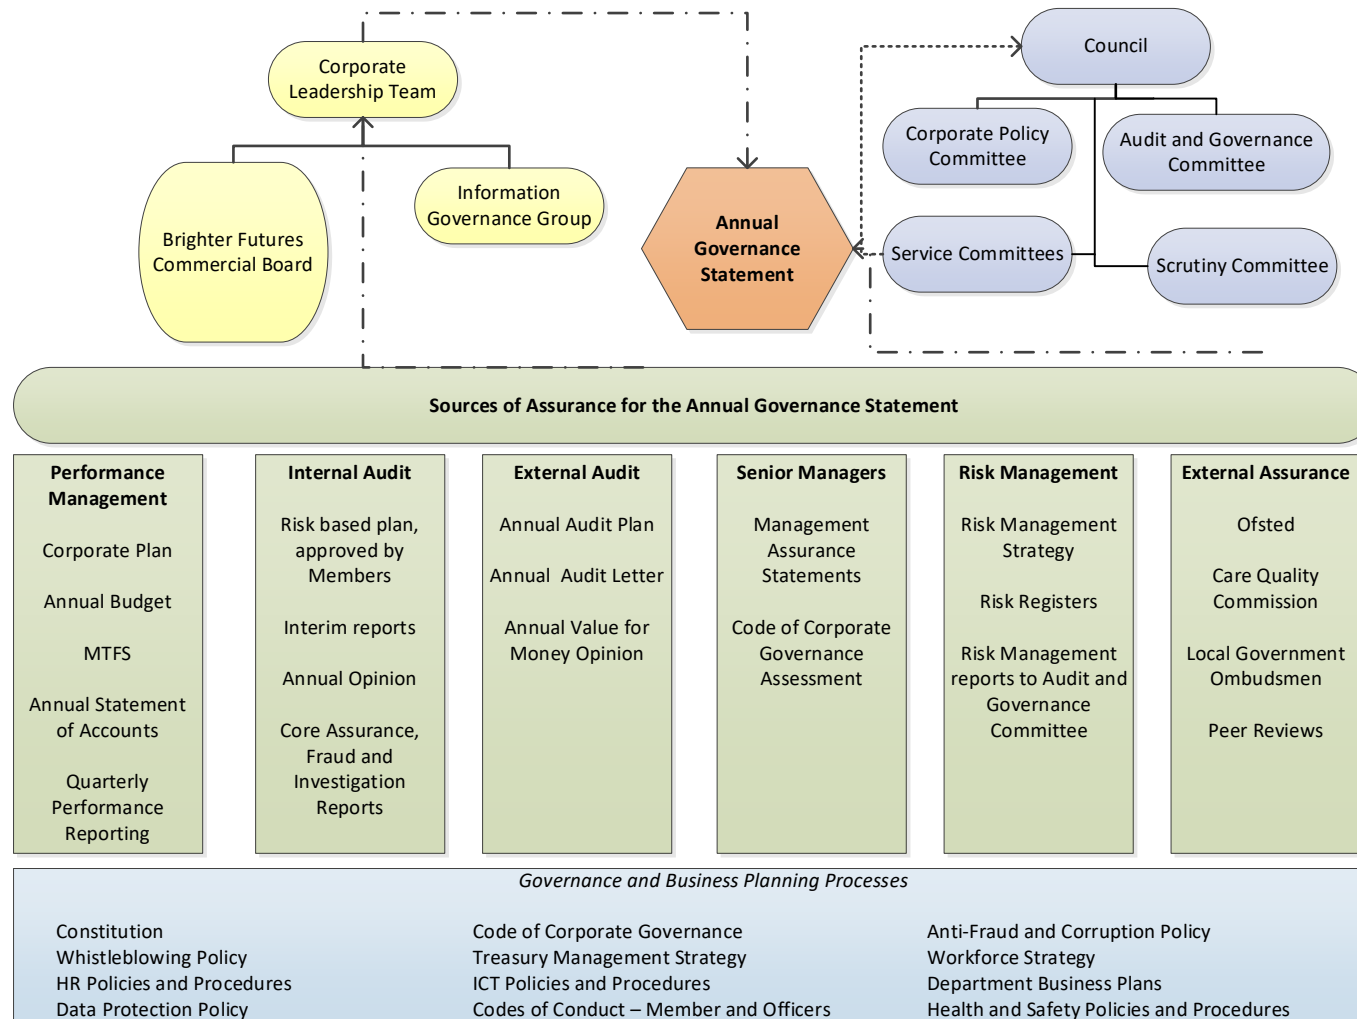 Corporate
Leadership Team
Council
Corporate Policy
Committee
Audit and Governance
Committee
Information
Governance Group
Brighter Futures
Commercial Board
Annual
Governance
Statement
Service Committees
Scrutiny Committee
Sources of Assurance for the Annual Governance Statement
Performance
Management
Corporate Plan
Annual Budget
MTFS
Annual Statement
of Accounts
Quarterly
Performance
Reporting
Internal Audit
Risk based plan,
approved by
Members
Interim reports
Annual Opinion
Core Assurance,
Fraud and
Investigation
Reports
External Audit
Annual Audit Plan
Annual  Audit Letter
Annual Value for
Money Opinion
Senior Managers
Management
Assurance
Statements
Code of Corporate
Governance
Assessment
Risk Management
Risk Management
Strategy
Risk Registers
Risk Management
reports to Audit and
Governance
Committee
External Assurance
Ofsted
Care Quality
Commission
Local Government
Ombudsmen
Peer Reviews
Governance and Business Planning Processes
Constitution
Whistleblowing Policy
HR Policies and Procedures
Data Protection Policy
Code of Corporate Governance
Treasury Management Strategy
ICT Policies and Procedures
Codes of Conduct – Member and Officers
Anti-Fraud and Corruption Policy
Workforce Strategy
Department Business Plans
Health and Safety Policies and Procedures